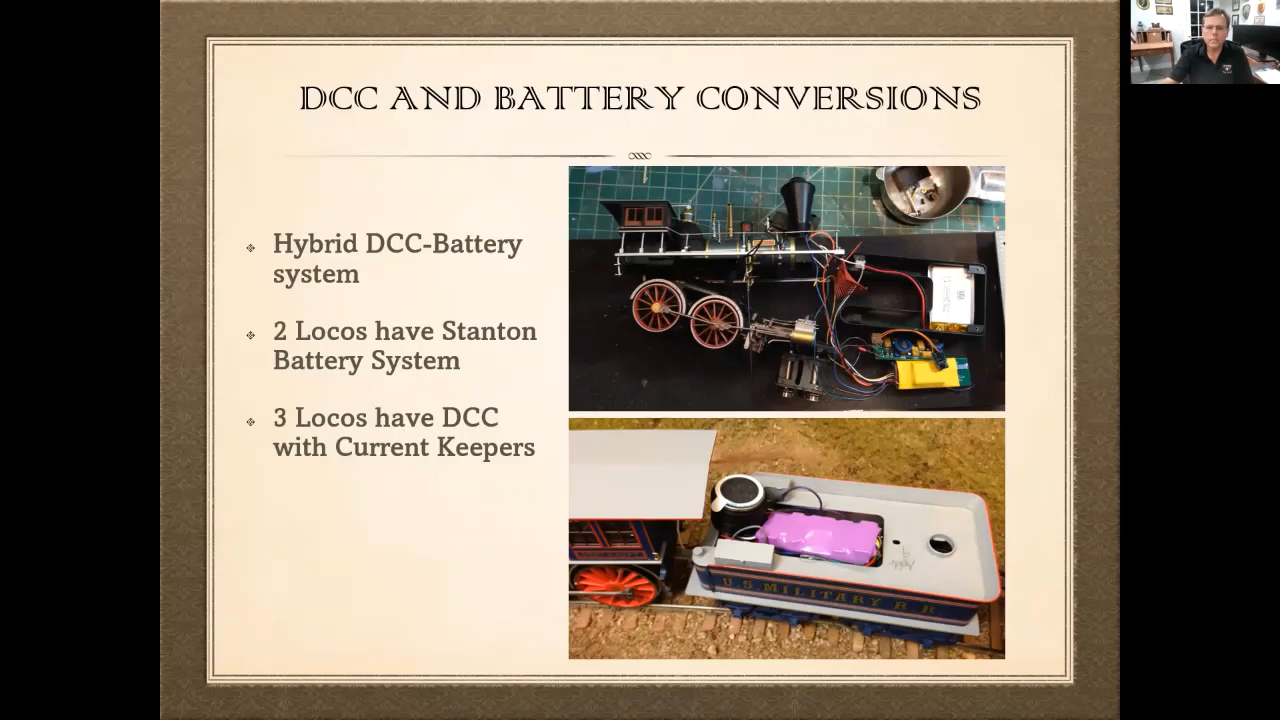 DCC AND BATTERY CONVERSIONS
Hybrid DCC-Battery
system
2 Locos have Stanton
Battery System
3 Locos have DCC
with Current Keepers
U.S. MILITARY R.R.